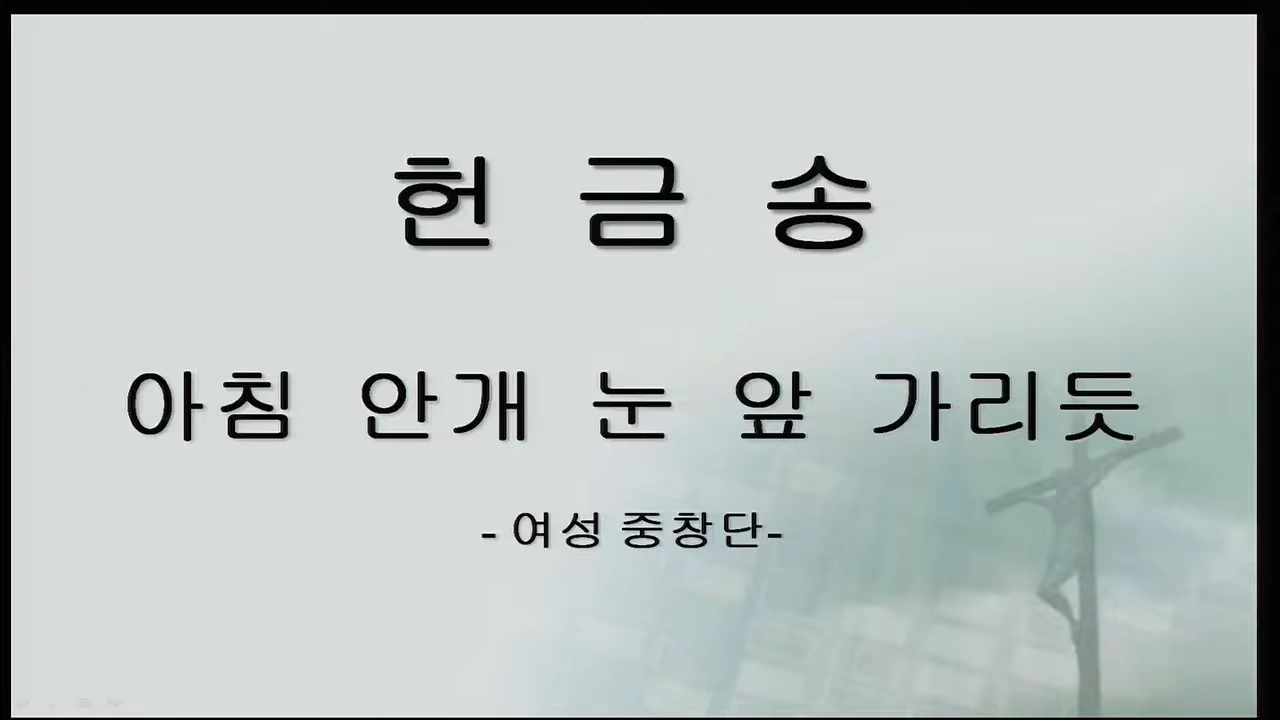 헌 금 송
아침 안개 눈 앞 가리듯
- 여성 중창단-